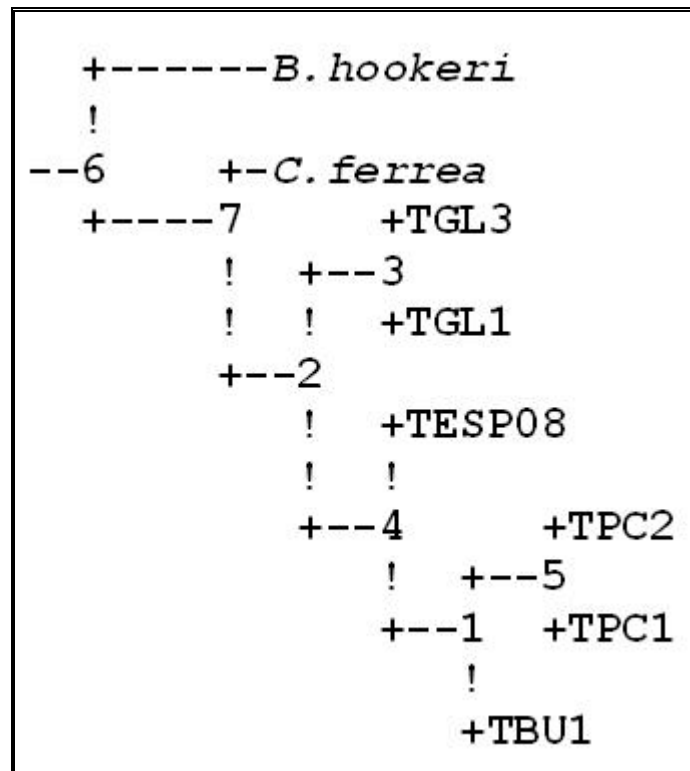 +------B.hookeri
!
--6 +-C.ferrea
+----7 +TGL3
! +--3
! ! +TGL1
+--2
! +TESP08
! !
+--4 +TPC2
! +--5
+--1 +TPC1
!
+TBU1